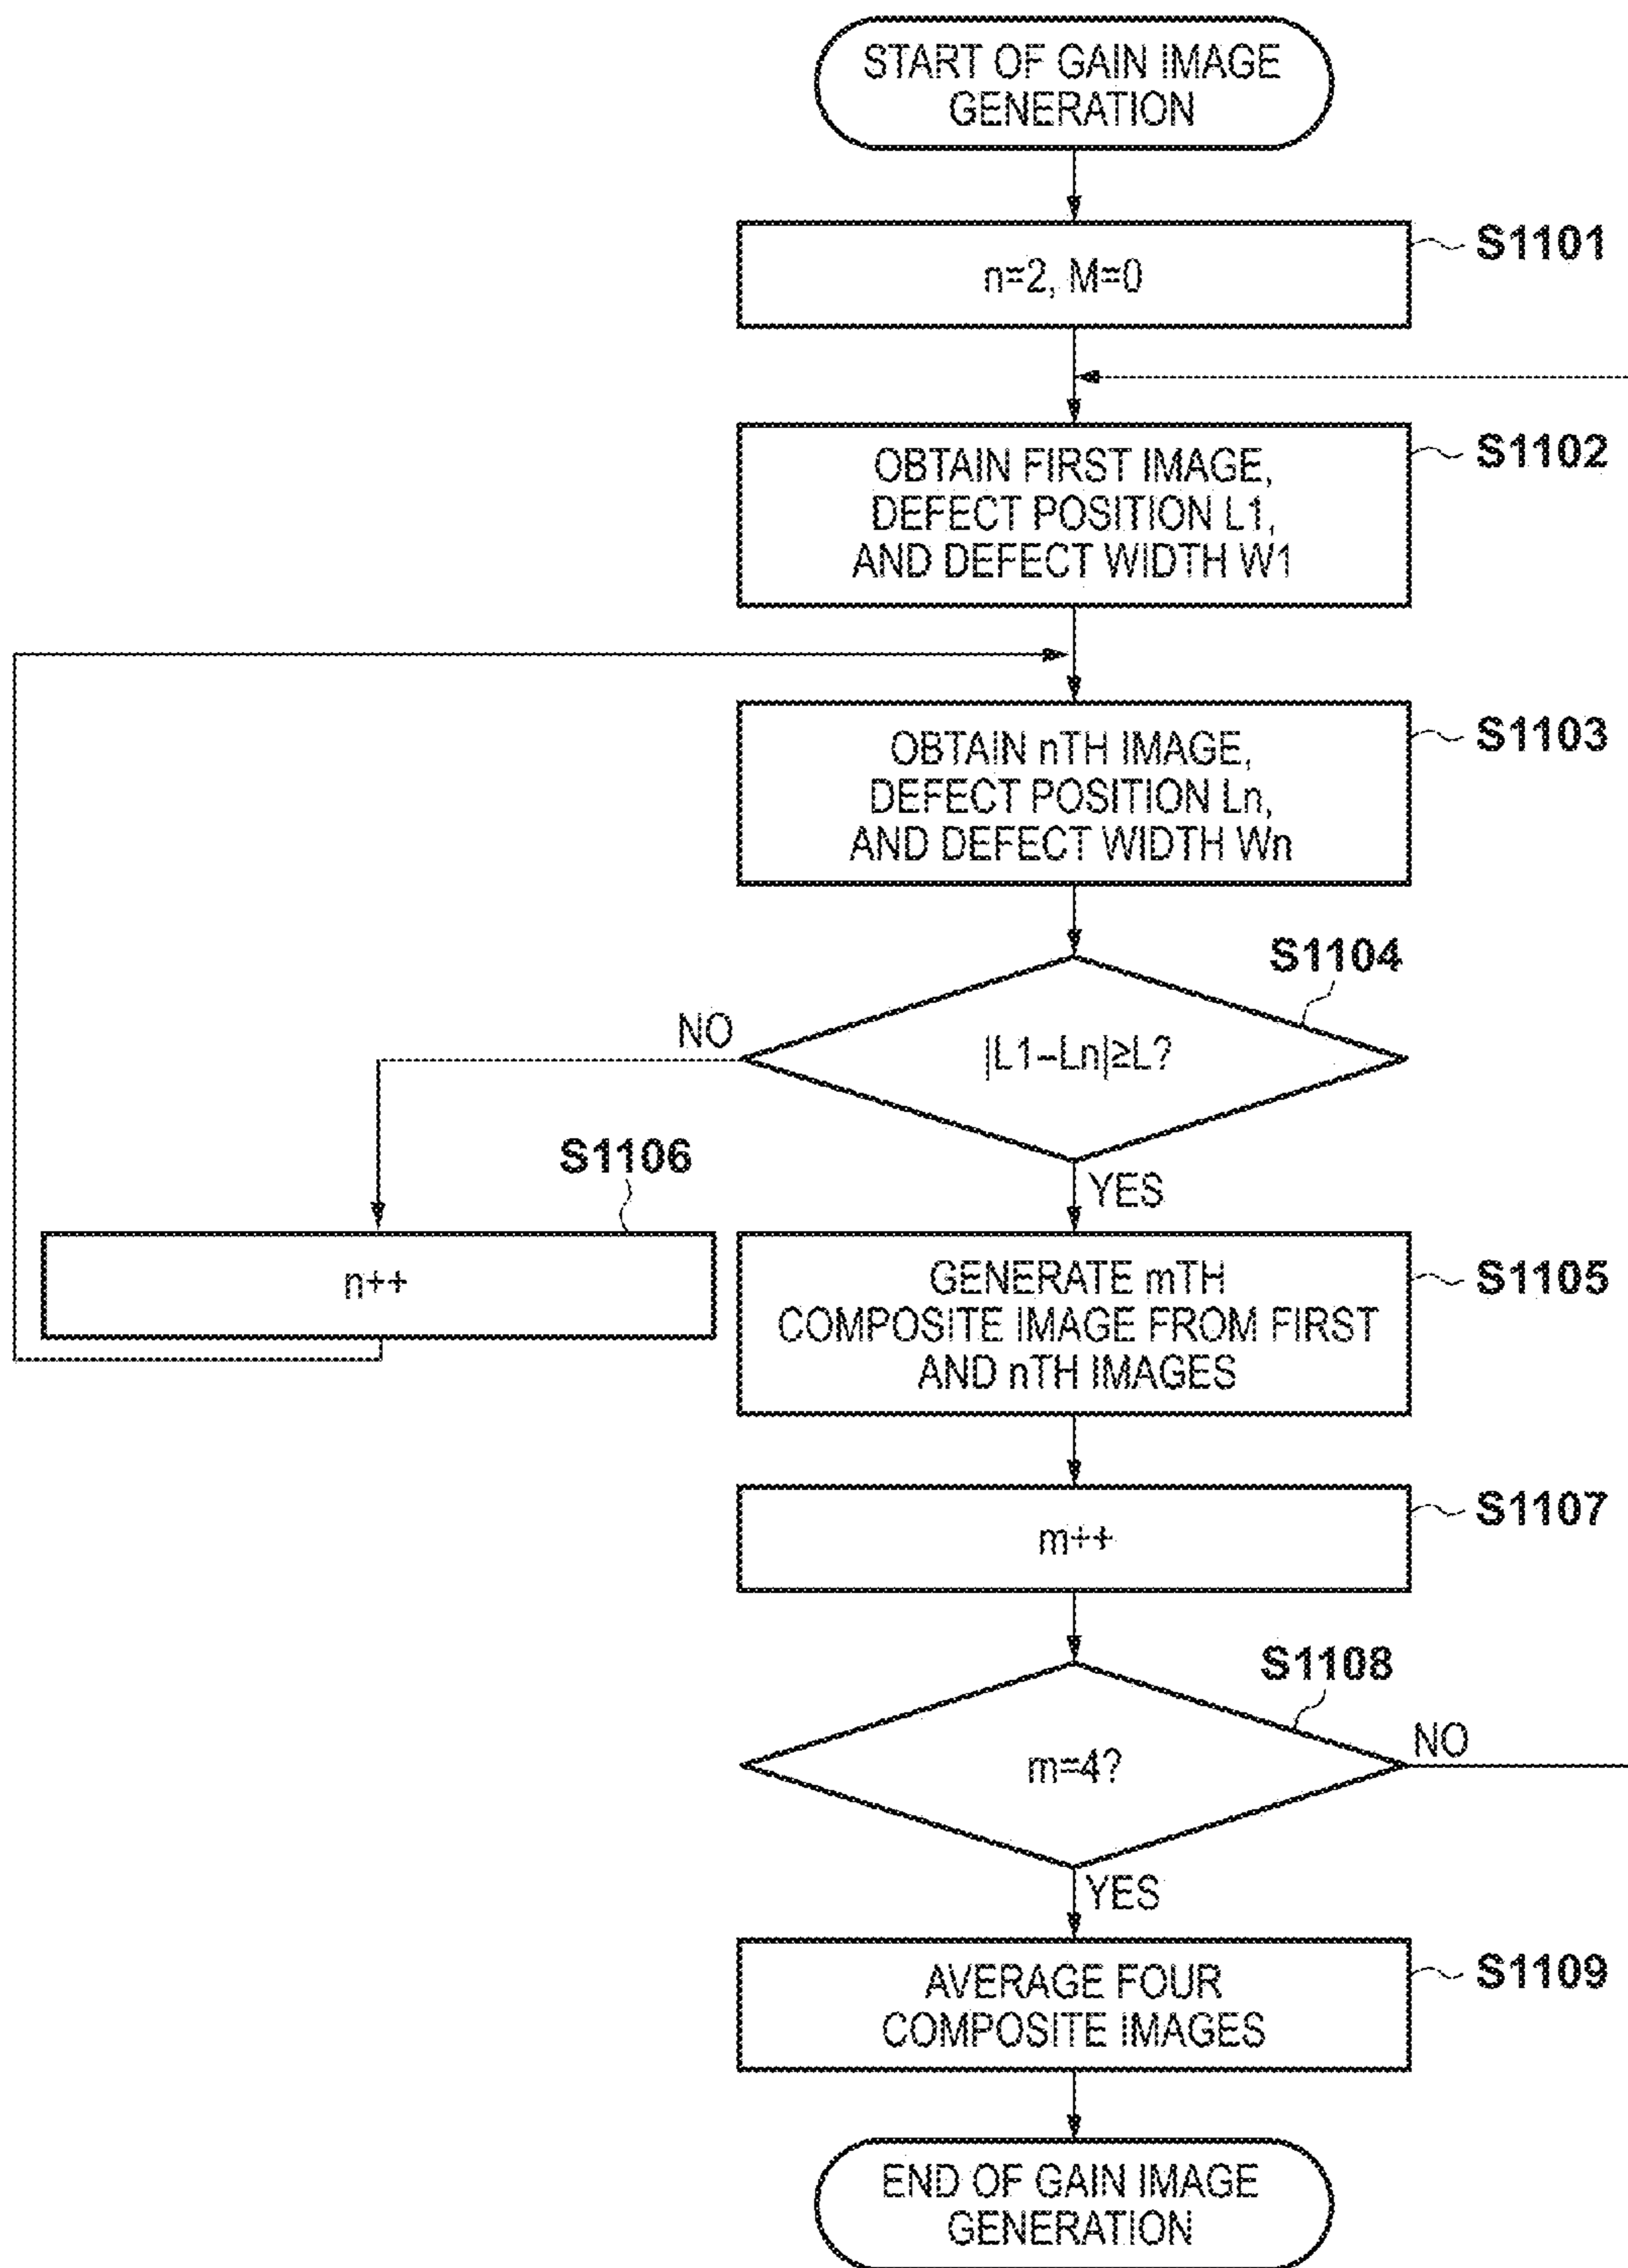 START OF GAIN IMAGE
GENERATION
S1101
n=2, M=0
S1102
OBTAIN FIRST IMAGE,
DEFECT POSITION L1,
AND DEFECT WIDTH W1
S1103
OBTAIN nTH IMAGE,
DEFECT POSITION Ln,
AND DEFECT WIDTH Wn
S1104
NO
|L1–Ln|≥L?
S1106
YES
n++
S1105
GENERATE mTH
COMPOSITE IMAGE FROM FIRST
AND nTH IMAGES
S1107
m++
S1108
NO
m=4?
YES
S1109
AVERAGE FOUR
COMPOSITE IMAGES
END OF GAIN IMAGE
GENERATION